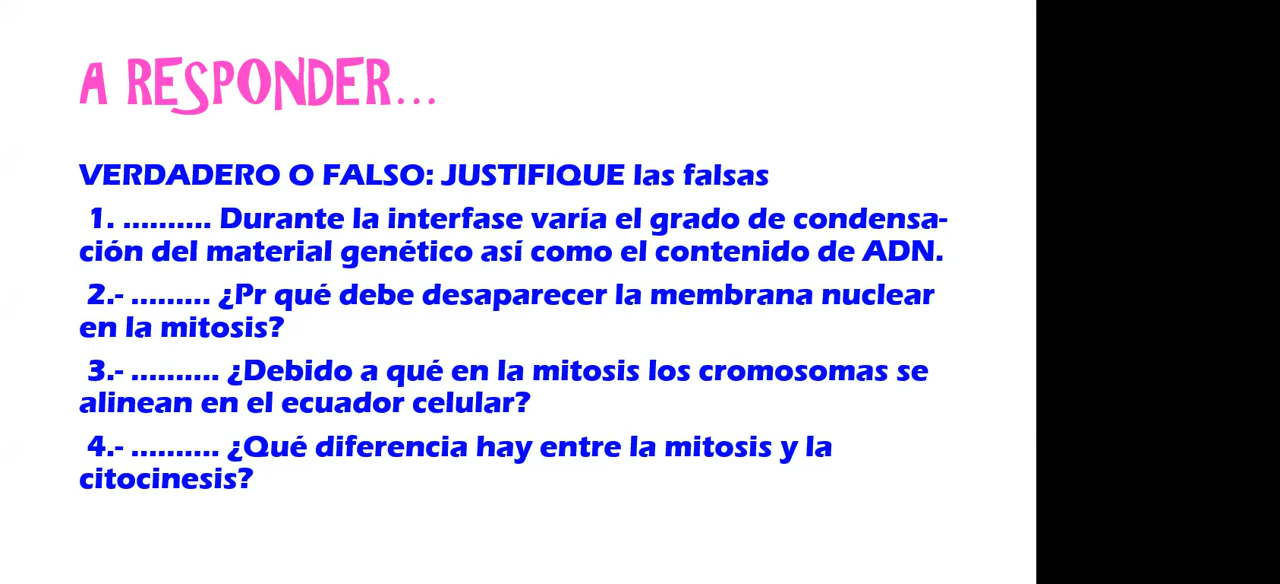 A RESPONDER...
VERDADERO O FALSO: JUSTIFIQUE las falsas
1. .......... Durante la interfase varía el grado de condensa-
ción del material genético así como el contenido de ADN.
2.- ......... ¿Pr qué debe desaparecer la membrana nuclear
en la mitosis?
3.- .......... ¿Debido a qué en la mitosis los cromosomas se
alinean en el ecuador celular?
4.- .......... ¿Qué diferencia hay entre la mitosis y la
citocinesis?